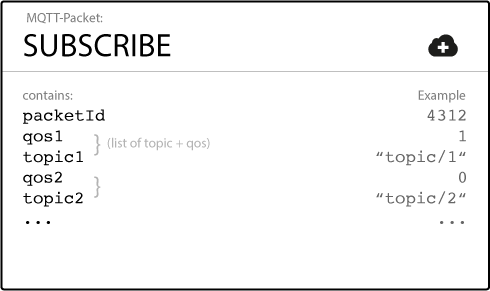 MQTT-Packet:
SUBSCRIBE
contains: Example
packetId 4312
qos1 1
} (list of topic + qos)
topic1 “topic/1“
qos2 0
}
topic2 “topic/2“
... ...